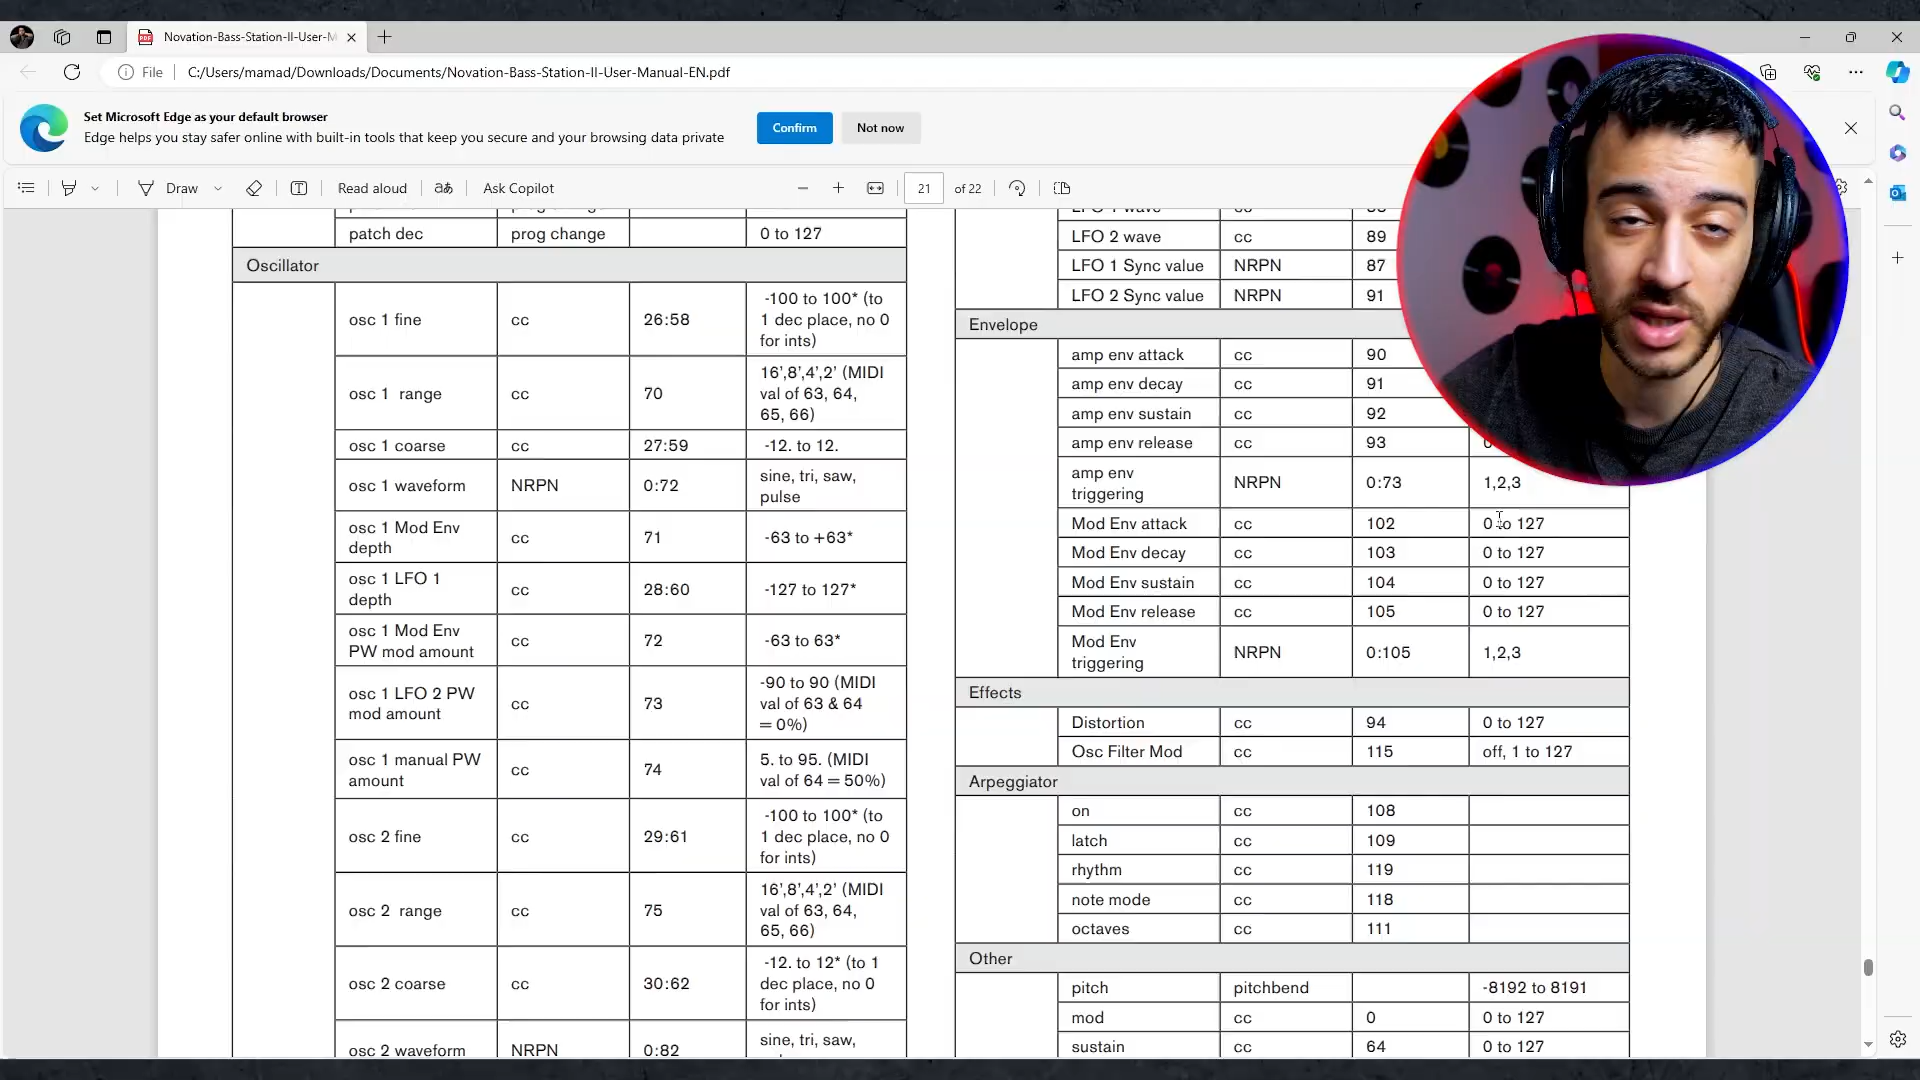 Novation-Bass-Station-II-User-M
File
C:/Users/mamad/Downloads/Documents/Novation-Bass-Station-II-User-Manual-EN.pdf
Set Microsoft Edge as your default browser
Edge helps you stay safer online with built-in tools that keep you secure and your browsing data private
Confirm
Not now
Draw
Read aloud
aあ
Ask Copilot
21
of 22
patch dec prog change 0 to 127
Oscillator
osc 1 fine cc 26:58 -100 to 100* (to
1 dec place, no 0
for ints)
osc 1 range cc 70 16',8',4',2' (MIDI
val of 63, 64,
65, 66)
osc 1 coarse cc 27:59 -12. to 12.
osc 1 waveform NRPN 0:72 sine, tri, saw,
pulse
osc 1 Mod Env
depth cc 71 -63 to +63*
osc 1 LFO 1
depth cc 28:60 -127 to 127*
osc 1 Mod Env
PW mod amount cc 72 -63 to 63*
osc 1 LFO 2 PW
mod amount cc 73 -90 to 90 (MIDI
val of 63 & 64
= 0%)
osc 1 manual PW
amount cc 74 5. to 95. (MIDI
val of 64 = 50%)
osc 2 fine cc 29:61 -100 to 100* (to
1 dec place, no 0
for ints)
osc 2 range cc 75 16',8',4',2' (MIDI
val of 63, 64,
65, 66)
osc 2 coarse cc 30:62 -12. to 12* (to 1
dec place, no 0
for ints)
osc 2 waveform NRPN 0:82 sine, tri, saw,
LFO 1 wave
LFO 2 wave cc 89
LFO 1 Sync value NRPN 87
LFO 2 Sync value NRPN 91
Envelope
amp env attack cc 90
amp env decay cc 91
amp env sustain cc 92
amp env release cc 93
amp env
triggering NRPN 0:73 1,2,3
Mod Env attack cc 102 0 to 127
Mod Env decay cc 103 0 to 127
Mod Env sustain cc 104 0 to 127
Mod Env release cc 105 0 to 127
Mod Env
triggering NRPN 0:105 1,2,3
Effects
Distortion cc 94 0 to 127
Osc Filter Mod cc 115 off, 1 to 127
Arpeggiator
on cc 108
latch cc 109
rhythm cc 119
note mode cc 118
octaves cc 111
Other
pitch pitchbend -8192 to 8191
mod cc 0 0 to 127
sustain cc 64 0 to 127